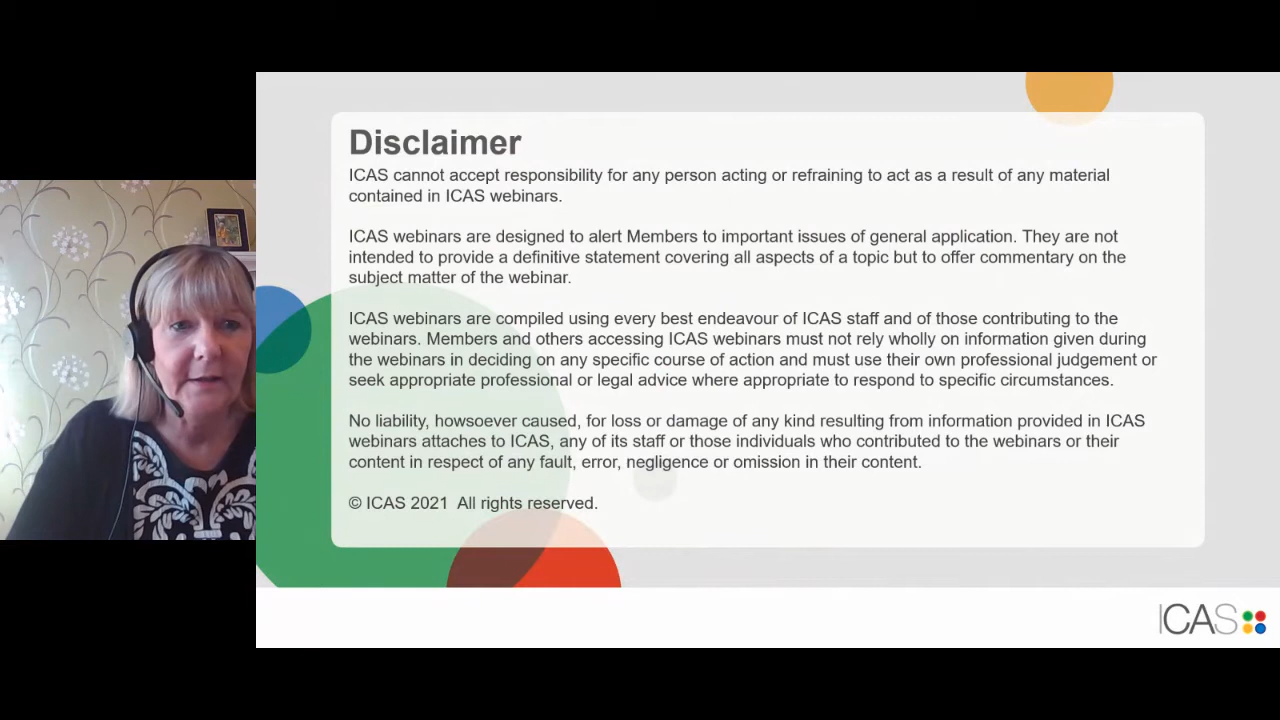 Disclaimer
ICAS cannot accept responsibility for any person acting or refraining to act as a result of any material
contained in ICAS webinars.
ICAS webinars are designed to alert Members to important issues of general application. They are not
intended to provide a definitive statement covering all aspects of a topic but to offer commentary on the
subject matter of the webinar.
ICAS webinars are compiled using every best endeavour of ICAS staff and of those contributing to the
webinars. Members and others accessing ICAS webinars must not rely wholly on information given during
the webinars in deciding on any specific course of action and must use their own professional judgement or
seek appropriate professional or legal advice where appropriate to respond to specific circumstances.
No liability, howsoever caused, for loss or damage of any kind resulting from information provided in ICAS
webinars attaches to ICAS, any of its staff or those individuals who contributed to the webinars or their
content in respect of any fault, error, negligence or omission in their content.
© ICAS 2021 All rights reserved.
ICAS